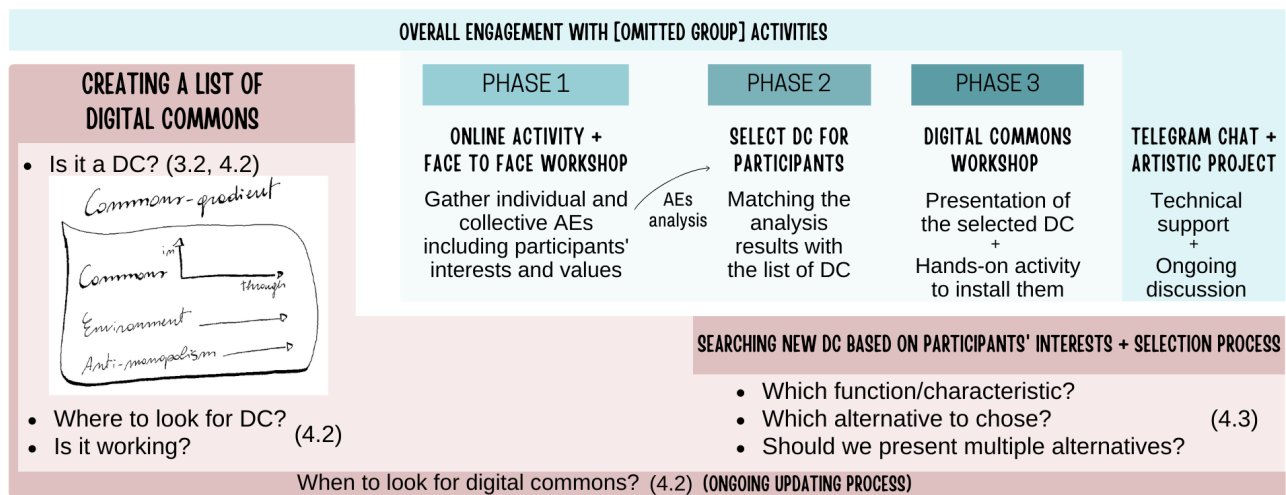 OVERALL ENGAGEMENT WITH [OMITTED GROUP] ACTIVITIES
CREATING A LIST OF
DIGITAL COMMONS
• Is it a DC? (3.2, 4.2)
Commons-gradient
in
Commons
through
Environment
Anti-monopolism
• Where to look for DC?
• Is it working?
(4.2)
PHASE 1
ONLINE ACTIVITY +
FACE TO FACE WORKSHOP
Gather individual and
collective AEs
including participants'
interests and values
AEs
analysis
PHASE 2
SELECT DC FOR
PARTICIPANTS
Matching the
analysis
results with
the list of DC
PHASE 3
DIGITAL COMMONS
WORKSHOP
Presentation of
the selected DC
+
Hands-on activity
to install them
TELEGRAM CHAT +
ARTISTIC PROJECT
Technical
support
+
Ongoing
discussion
SEARCHING NEW DC BASED ON PARTICIPANTS' INTERESTS + SELECTION PROCESS
• Which function/characteristic?
• Which alternative to chose?
• Should we present multiple alternatives?
(4.3)
When to look for digital commons? (4.2) (ONGOING UPDATING PROCESS)